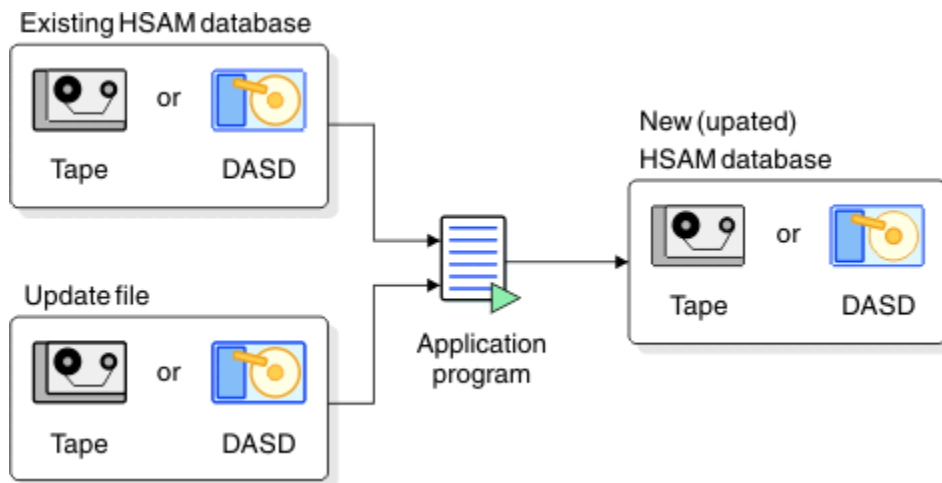 Existing HSAM database
or
Tape DASD
New (upated)
HSAM database
or
Tape DASD
Update file
or
Tape DASD
Application
program